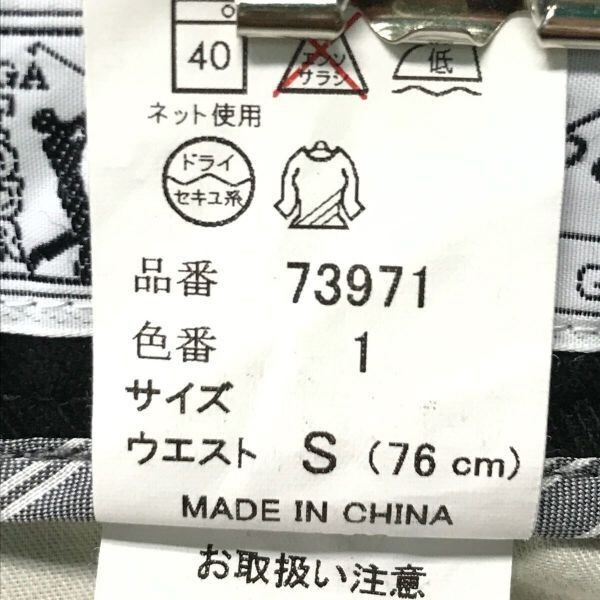 40
エンソ
サラシ
低
ネット使用
ドライ
セキユ系
品番 73971
色番 1
サイズ
ウエスト S (76 cm)
MADE IN CHINA
お取扱い注意
GA
G